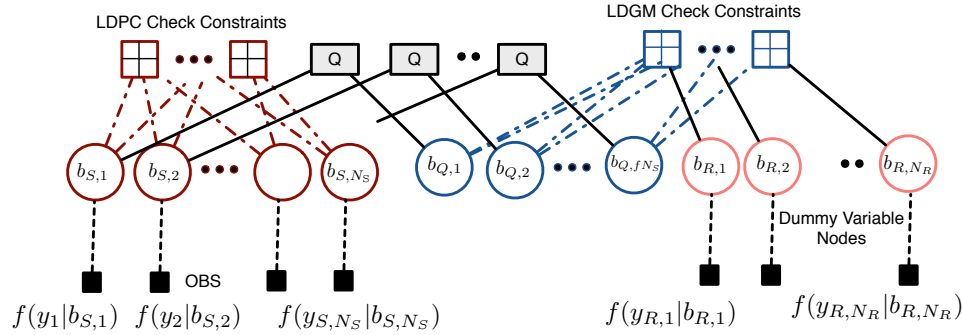 LDPC Check Constraints
LDGM Check Constraints
Q Q Q
b_{S,1} b_{S,2} b_{S,N_S} b_{Q,1} b_{Q,2} b_{Q,fN_S} b_{R,1} b_{R,2} b_{R,N_R}
Dummy Variable
Nodes
OBS
f(y_1|b_{S,1}) f(y_2|b_{S,2}) f(y_{S,N_S}|b_{S,N_S}) f(y_{R,1}|b_{R,1}) f(y_{R,N_R}|b_{R,N_R})